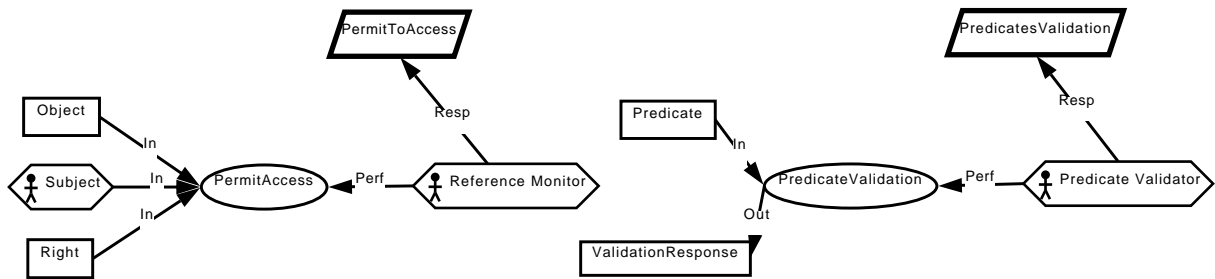 PermitToAccess
Resp
Object
In
Subject
In
PermitAccess
Perf
Reference Monitor
In
Right
PredicatesValidation
Resp
Predicate
In
PredicateValidation
Perf
Predicate Validator
Out
ValidationResponse